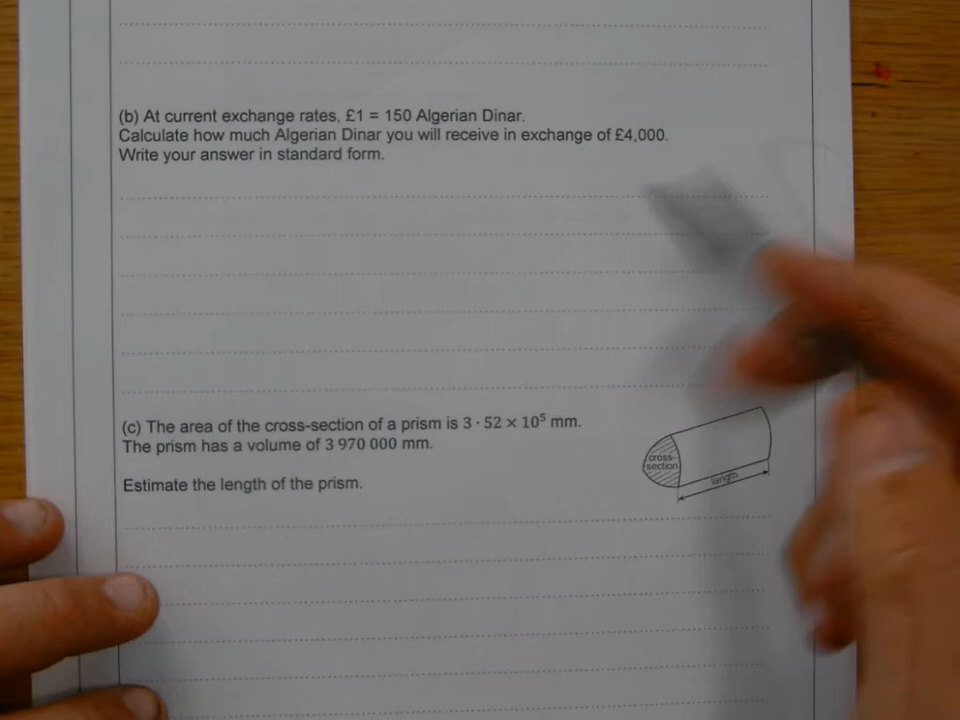 (b) At current exchange rates, £1 = 150 Algerian Dinar.
Calculate how much Algerian Dinar you will receive in exchange of £4,000.
Write your answer in standard form.
(c) The area of the cross-section of a prism is 3 · 52 × 10⁵ mm.
The prism has a volume of 3 970 000 mm.
cross-
section
length
Estimate the length of the prism.